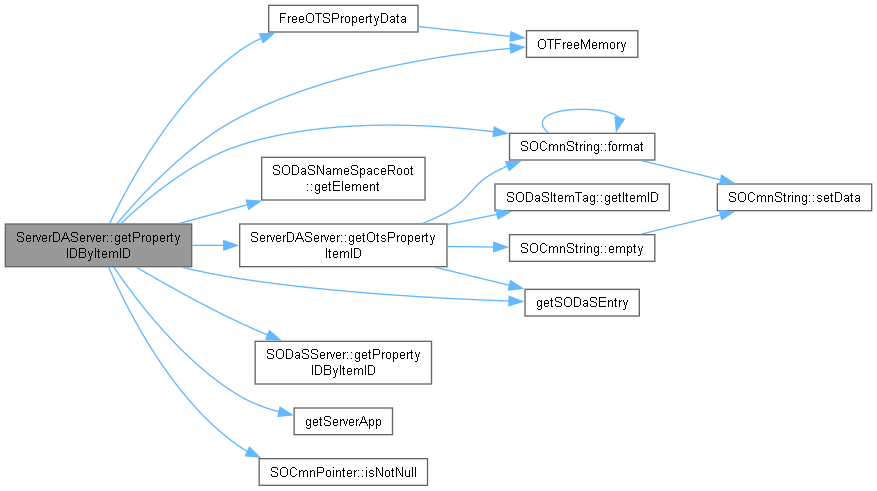 FreeOTSPropertyData
OTFreeMemory
SOCmnString::format
SODaSNameSpaceRoot
::getElement
SODaSItemTag::getItemID
SOCmnString::setData
ServerDAServer::getProperty
IDByItemID
ServerDAServer::getOtsProperty
ItemID
SOCmnString::empty
getSODaSEntry
SODaSServer::getProperty
IDByItemID
getServerApp
SOCmnPointer::isNotNull